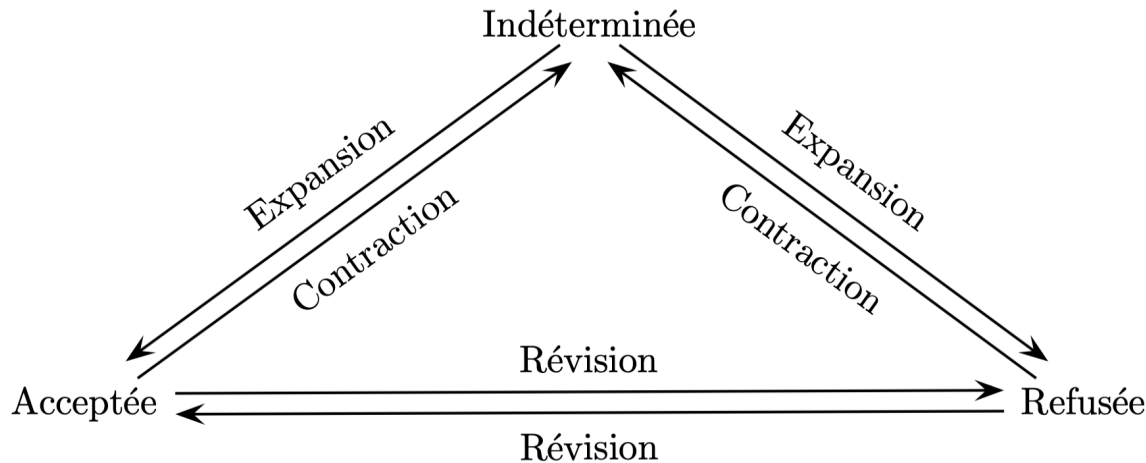 Indéterminée
Expansion
Expansion
Contraction
Contraction
Révision
Acceptée
Refusée
Révision